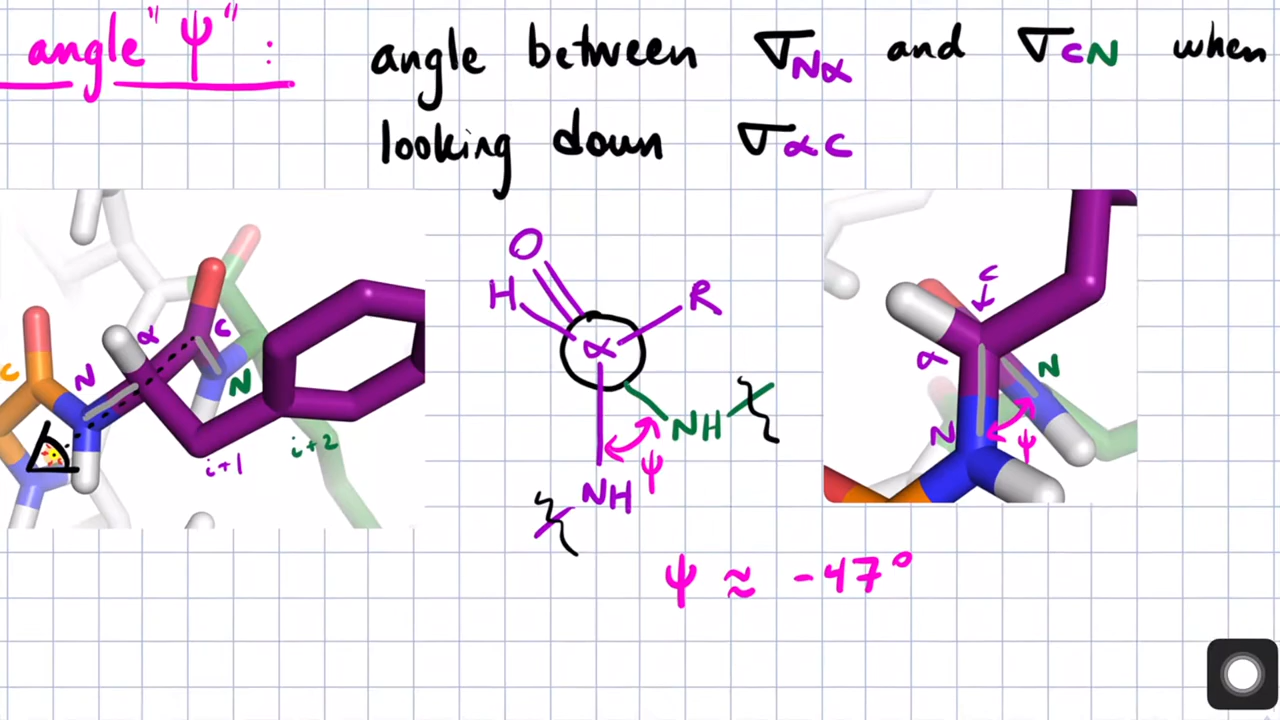 angle "ψ" :
angle between σNα and σCN when
looking down σαC
C
N
α
C
N
i+1
i+2
O
H
R
α
NH
ψ
NH
C
α
N
N
ψ
ψ ≈ -47°